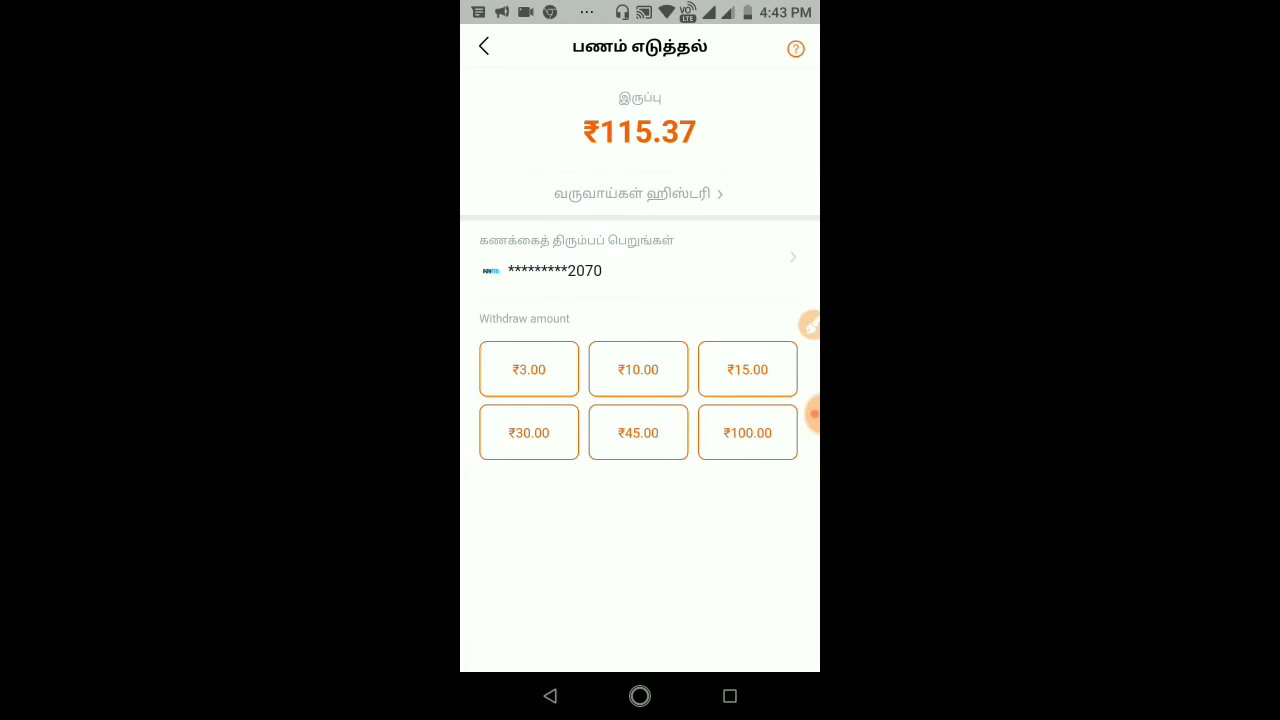 4:43 PM
பணம் எடுத்தல்
இருப்பு
₹115.37
வருவாய்கள் ஹிஸ்டரி
கணக்கைத் திரும்பப் பெறுங்கள்
*********2070
Withdraw amount
₹3.00 ₹10.00 ₹15.00
₹30.00 ₹45.00 ₹100.00